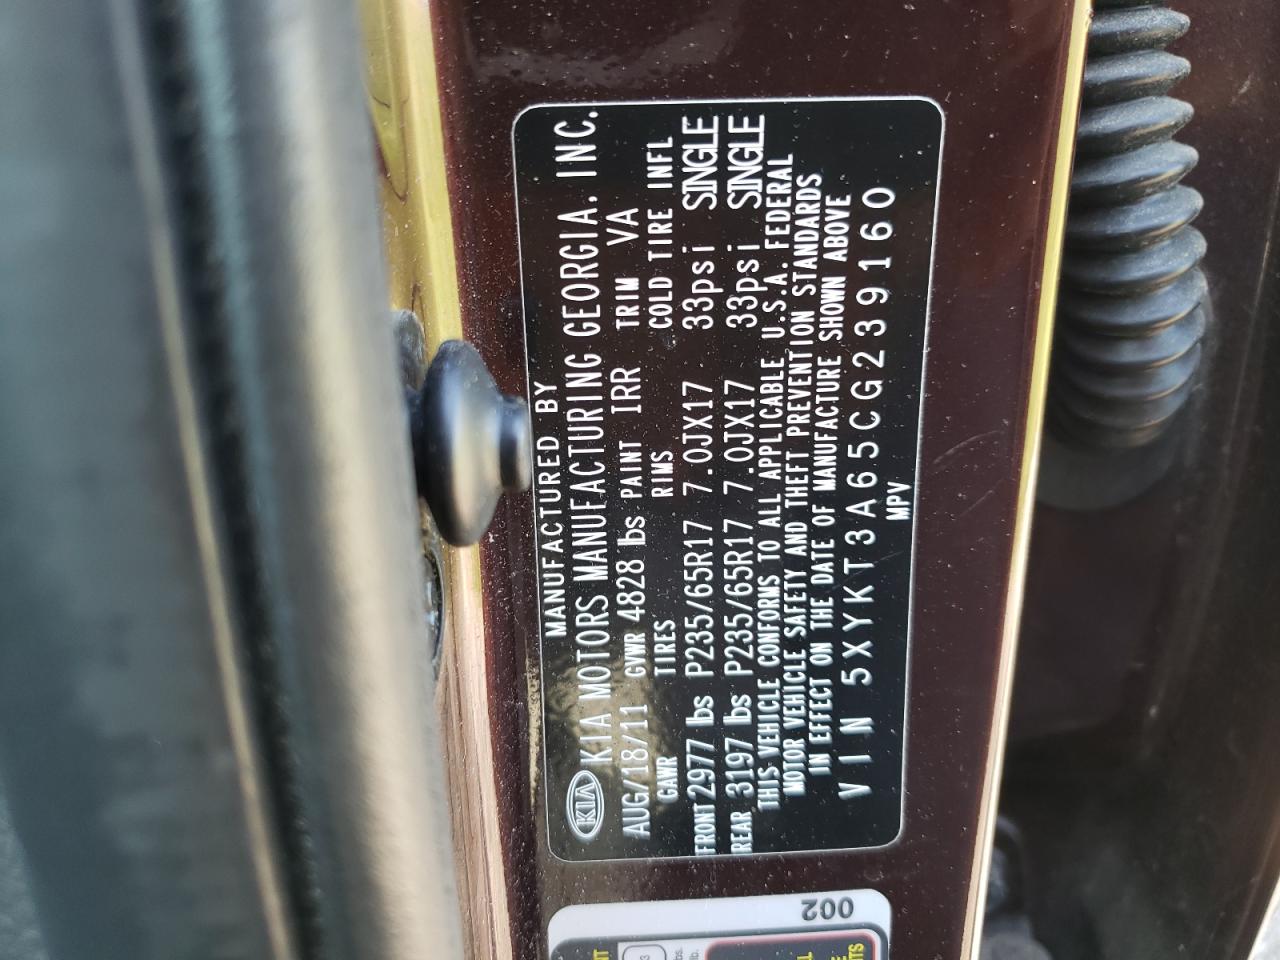 MANUFACTURED BY
KIA KIA MOTORS MANUFACTURING GEORGIA, INC.
AUG/18/11 GVWR 4828 lbs PAINT IRR TRIM VA
GAWR TIRES RIMS COLD TIRE INFL
FRONT 2977 lbs P235/65R17 7.0JX17 33psi SINGLE
REAR 3197 lbs P235/65R17 7.0JX17 33psi SINGLE
THIS VEHICLE CONFORMS TO ALL APPLICABLE U.S.A. FEDERAL
MOTOR VEHICLE SAFETY AND THEFT PREVENTION STANDARDS
IN EFFECT ON THE DATE OF MANUFACTURE SHOWN ABOVE
VIN 5XYKT3A65CG239160
MPV
002